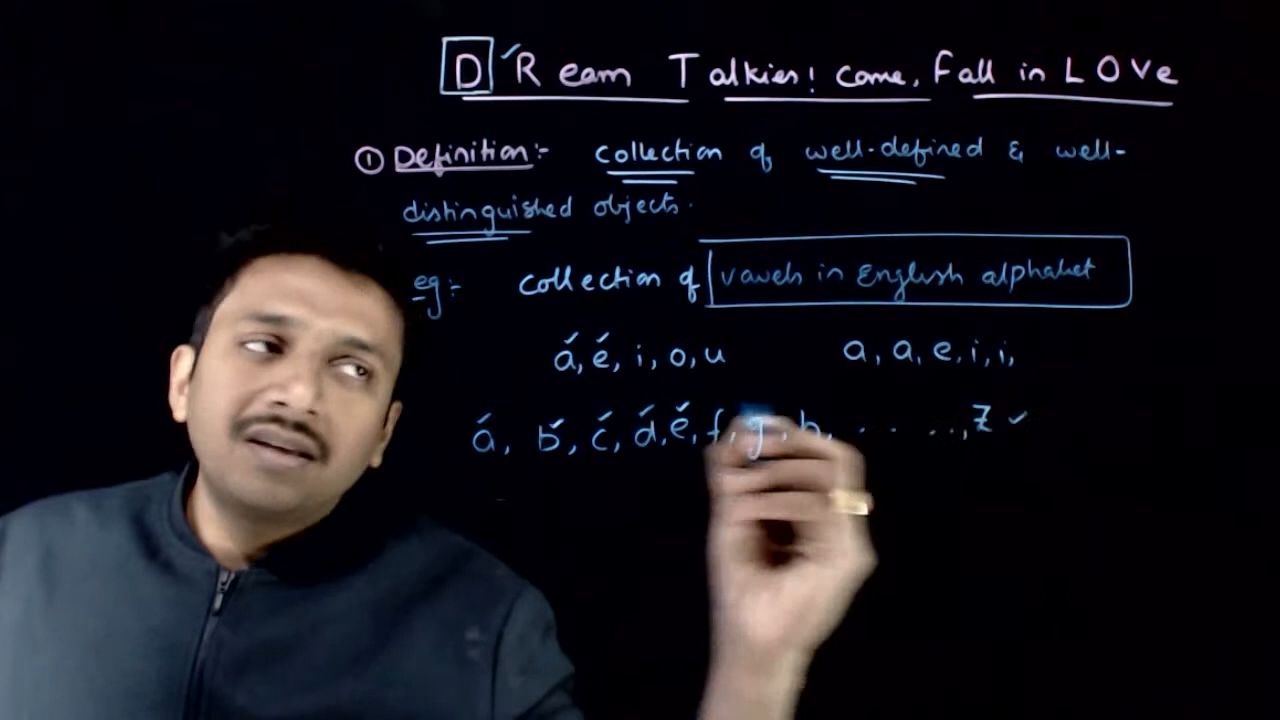 D R eam Talkies! Come, Fall in LOVe
① Definition:- collection of well-defined & well-
distinguished objects.
eg:- collection of vowels in English alphabet
a, e, i, o, u a, a, e, i, i,
a, b, c, d, e, f, g, h, . . . . ., z